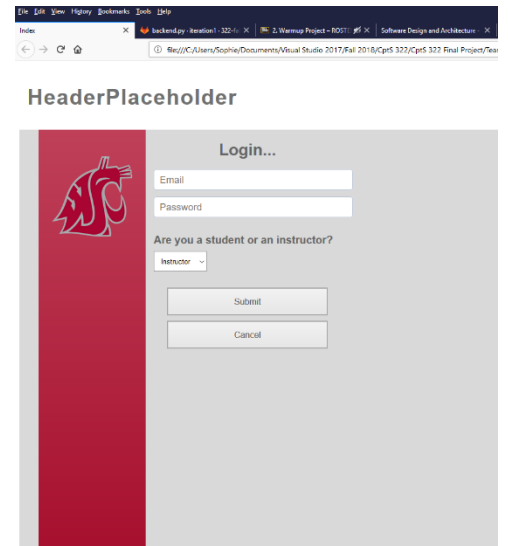 File Edit View History Bookmarks Tools Help
Index backend.py · iteration1 · 322 2. Warmup Project – ROST Software Design and Architecture -
file:///C:/Users/Sophie/Documents/Visual Studio 2017/Fall 2018/CptS 322/CptS 322 Final Project/Tea
HeaderPlaceholder
Login...
Email
Password
Are you a student or an instructor?
Instructor
Submit
Cancel